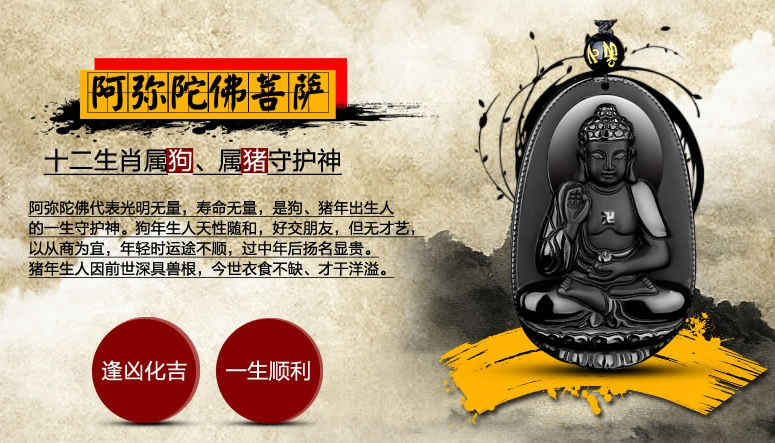 阿弥陀佛菩萨
十二生肖属狗、属猪守护神
阿弥陀佛代表光明无量，寿命无量，是狗、猪年出生人
的一生守护神。狗年生人天性随和，好交朋友，但无才艺，
以从商为宜，年轻时运途不顺，过中年后扬名显贵。
猪年生人因前世深具兽根，今世衣食不缺、才干洋溢。
逢凶化吉
一生顺利
卍